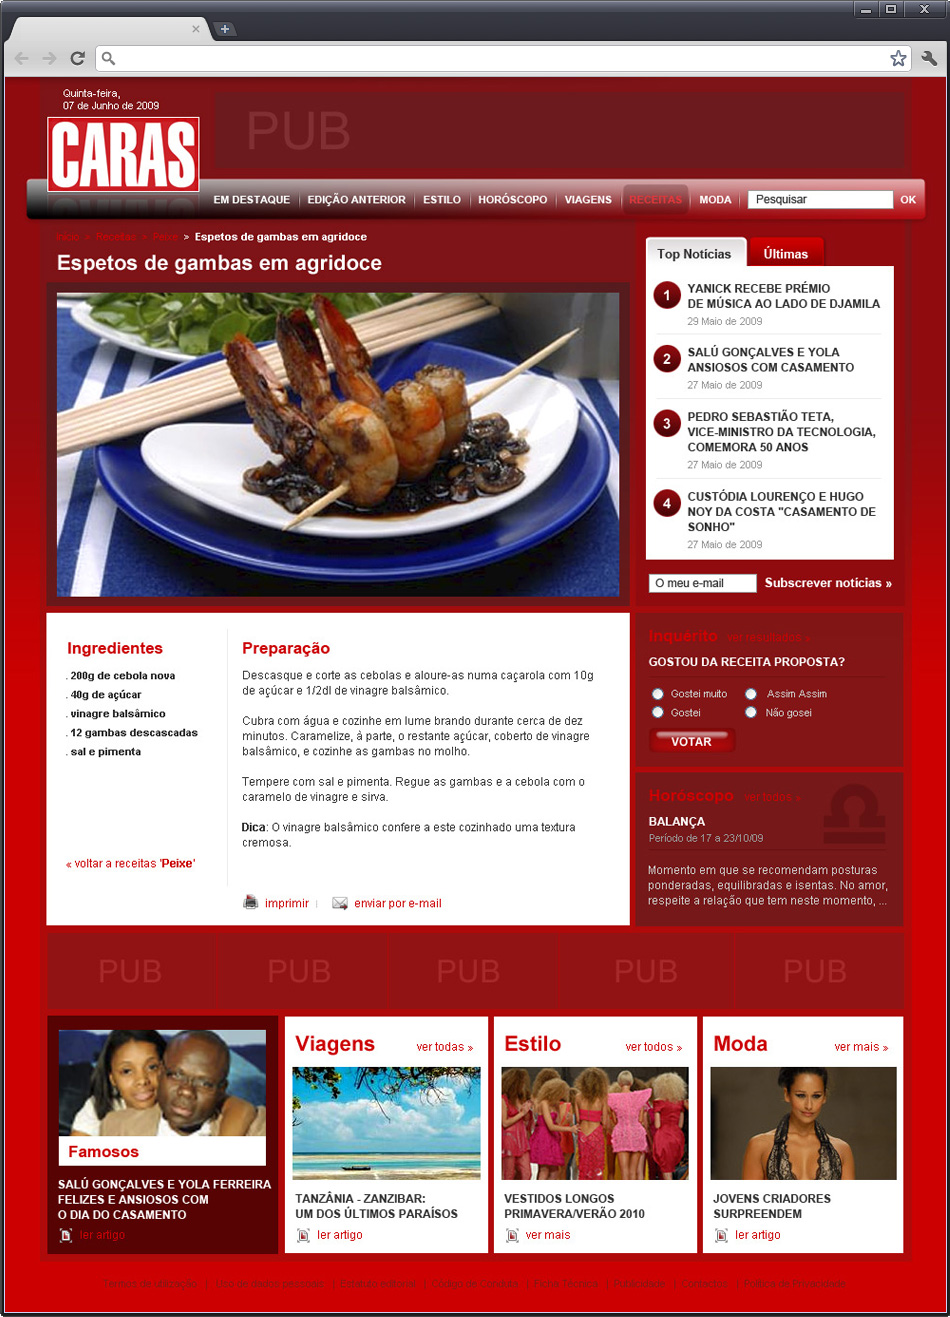 Quinta-feira,
07 de Junho de 2009
CARAS
PUB
EM DESTAQUE
EDIÇÃO ANTERIOR
ESTILO
HORÓSCOPO
VIAGENS
RECEITAS
MODA
Pesquisar
OK
Início » Receitas » Peixe » Espetos de gambas em agridoce
Espetos de gambas em agridoce
Top Notícias
Últimas
1
YANICK RECEBE PRÉMIO
DE MÚSICA AO LADO DE DJAMILA
29 Maio de 2009
2
SALÚ GONÇALVES E YOLA
ANSIOSOS COM CASAMENTO
27 Maio de 2009
3
PEDRO SEBASTIÃO TETA,
VICE-MINISTRO DA TECNOLOGIA,
COMEMORA 50 ANOS
27 Maio de 2009
4
CUSTÓDIA LOURENÇO E HUGO
NOY DA COSTA "CASAMENTO DE
SONHO"
27 Maio de 2009
O meu e-mail
Subscrever noticias »
Ingredientes
. 200g de cebola nova
. 40g de açúcar
. vinagre balsâmico
. 12 gambas descascadas
. sal e pimenta
« voltar a receitas 'Peixe'
Preparação
Descasque e corte as cebolas e aloure-as numa caçarola com 10g
de açúcar e 1/2dl de vinagre balsâmico.
Cubra com água e cozinhe em lume brando durante cerca de dez
minutos. Caramelize, à parte, o restante açúcar, coberto de vinagre
balsâmico, e cozinhe as gambas no molho.
Tempere com sal e pimenta. Regue as gambas e a cebola com o
caramelo de vinagre e sirva.
Dica: O vinagre balsâmico confere a este cozinhado uma textura
cremosa.
imprimir
enviar por e-mail
Inquérito ver resultados »
GOSTOU DA RECEITA PROPOSTA?
Gostei muito
Assim Assim
Gostei
Não gosei
VOTAR
Horóscopo ver todos »
BALANÇA
Período de 17 a 23/10/09
Momento em que se recomendam posturas
ponderadas, equilibradas e isentas. No amor,
respeite a relação que tem neste momento, ...
PUB
PUB
PUB
PUB
PUB
Famosos
SALÚ GONÇALVES E YOLA FERREIRA
FELIZES E ANSIOSOS COM
O DIA DO CASAMENTO
ler artigo
Viagens
ver todas »
TANZÂNIA - ZANZIBAR:
UM DOS ÚLTIMOS PARAÍSOS
ler artigo
Estilo
ver todos »
VESTIDOS LONGOS
PRIMAVERA/VERÃO 2010
ver mais
Moda
ver mais »
JOVENS CRIADORES
SURPREENDEM
ler artigo
Termos de Utilização | Uso de dados pessoais | Estatuto editorial | Código de Conduta | Ficha Técnica | Publicidade | Contactos | Política de Privacidade